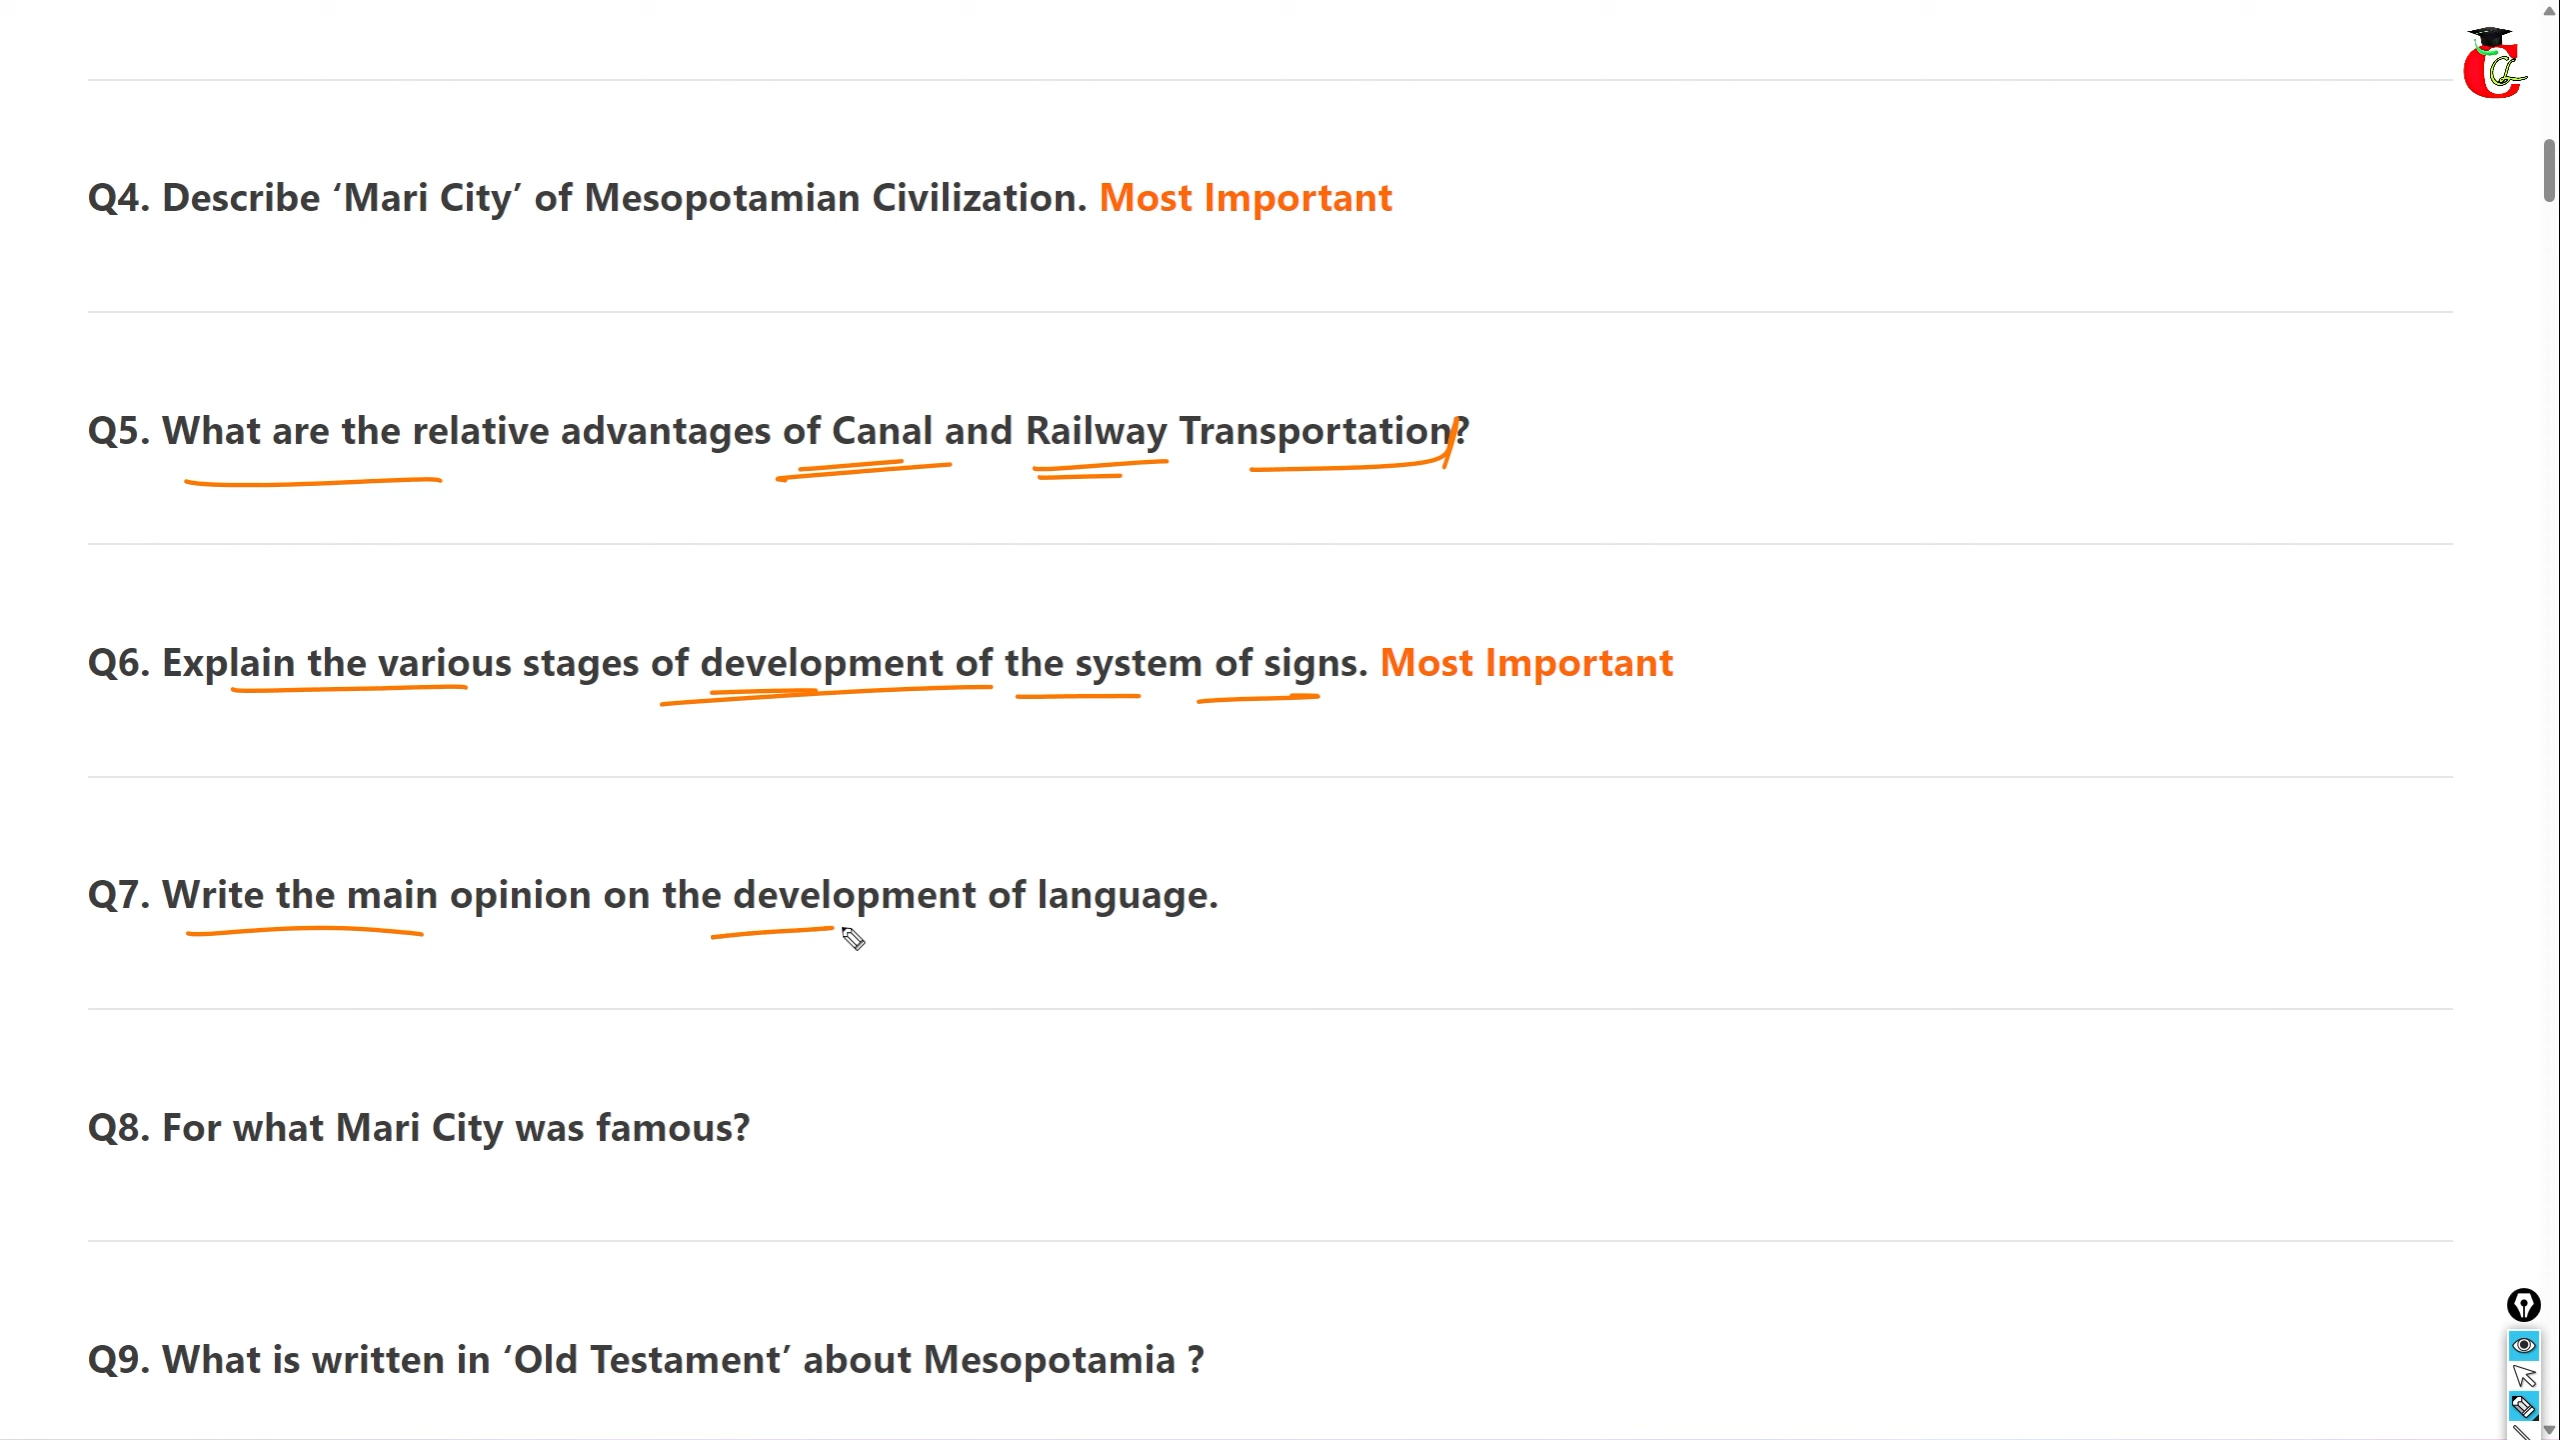 Q4. Describe ‘Mari City’ of Mesopotamian Civilization. Most Important
Q5. What are the relative advantages of Canal and Railway Transportation?
Q6. Explain the various stages of development of the system of signs. Most Important
Q7. Write the main opinion on the development of language.
Q8. For what Mari City was famous?
Q9. What is written in ‘Old Testament’ about Mesopotamia ?